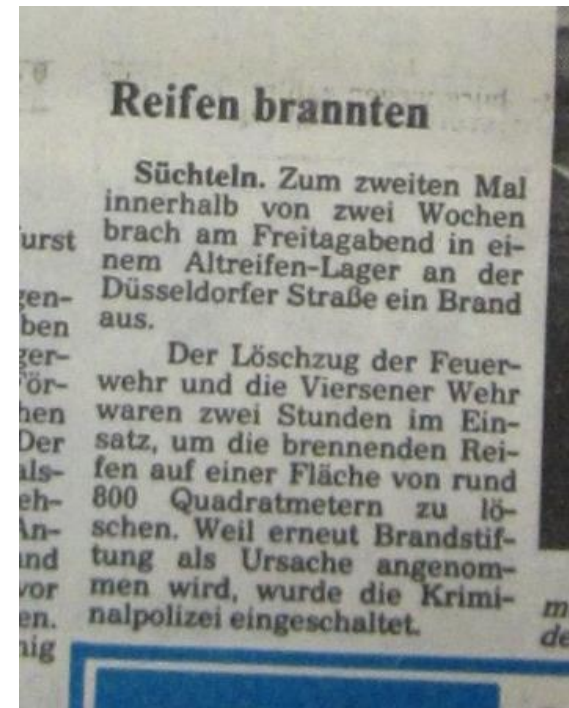 Reifen brannten
Süchteln. Zum zweiten Mal
innerhalb von zwei Wochen
brach am Freitagabend in ei-
nem Altreifen-Lager an der
Düsseldorfer Straße ein Brand
aus.
Der Löschzug der Feuer-
wehr und die Viersener Wehr
waren zwei Stunden im Ein-
satz, um die brennenden Rei-
fen auf einer Fläche von rund
800 Quadratmetern zu lö-
schen. Weil erneut Brandstif-
tung als Ursache angenom-
men wird, wurde die Krimi-
nalpolizei eingeschaltet.